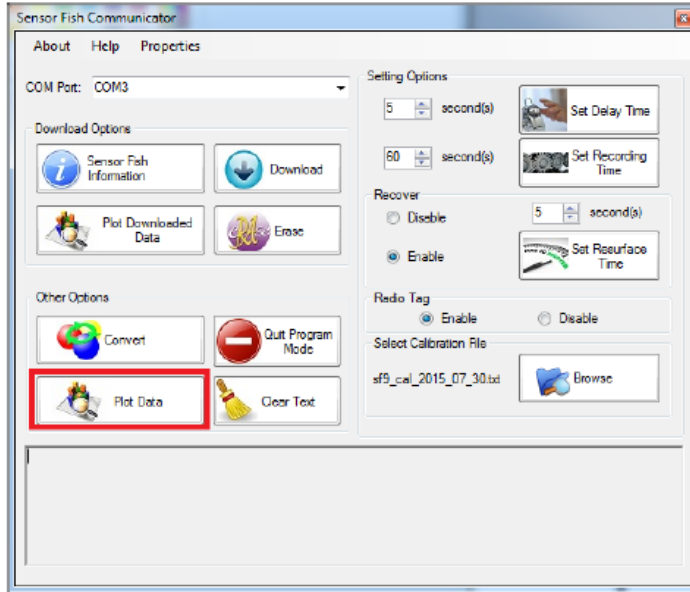 Sensor Fish Communicator
About Help Properties
COM Port: COM3
Download Options
Sensor Fish
Information
Download
Plot Downloaded
Data
Erase
Other Options
Convert
Quit Program
Mode
Plot Data
Clear Text
Setting Options
5 second(s)
Set Delay Time
60 second(s)
Set Recording
Time
Recover
Disable
5 second(s)
Enable
Set Resurface
Time
Radio Tag
Enable Disable
Select Calibration File
sf9_cal_2015_07_30.txt
Browse